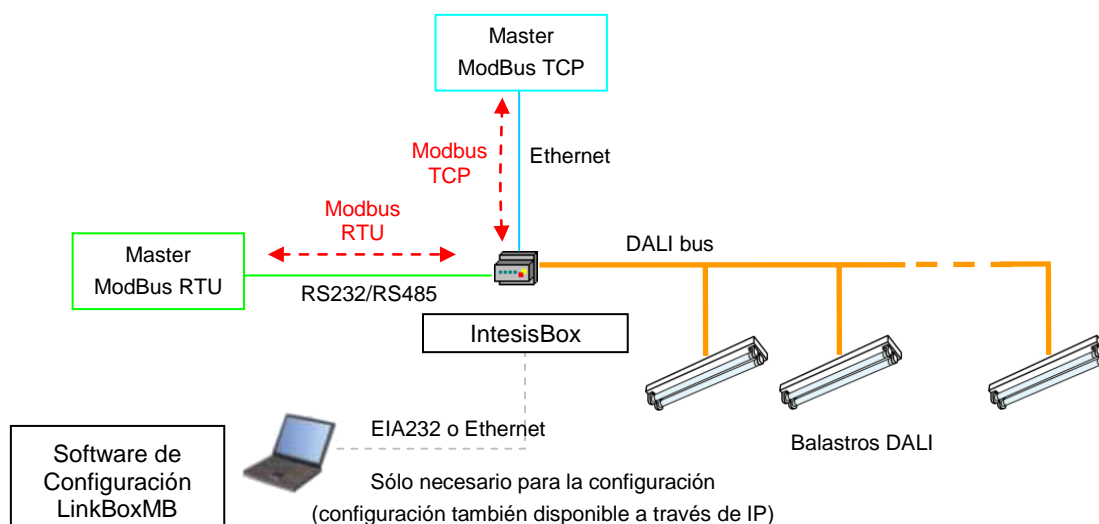 Master
ModBus TCP
Modbus
TCP
Ethernet
Modbus
RTU
DALI bus
Master
ModBus RTU
RS232/RS485
IntesisBox
EIA232 o Ethernet
Balastros DALI
Software de
Configuración
LinkBoxMB
Sólo necesario para la configuración
(configuración también disponible a través de IP)